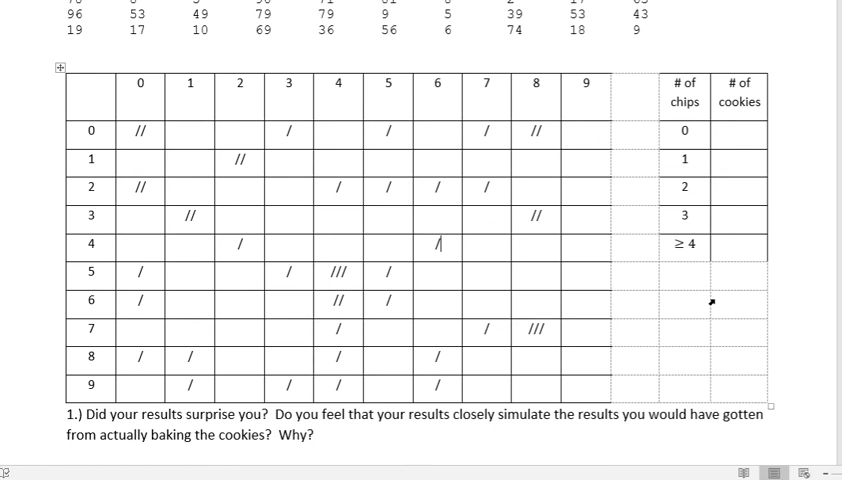 96 53 49 79 79 9 5 39 53 43
19 17 10 69 36 56 6 74 18 9
0 1 2 3 4 5 6 7 8 9 # of chips # of cookies
0 // / / / // 0
1 // 1
2 // / / / / 2
3 // // 3
4 / / ≥ 4
5 / / /// /
6 / // /
7 / / ///
8 / / / /
9 / / / /
1.) Did your results surprise you? Do you feel that your results closely simulate the results you would have gotten
from actually baking the cookies? Why?